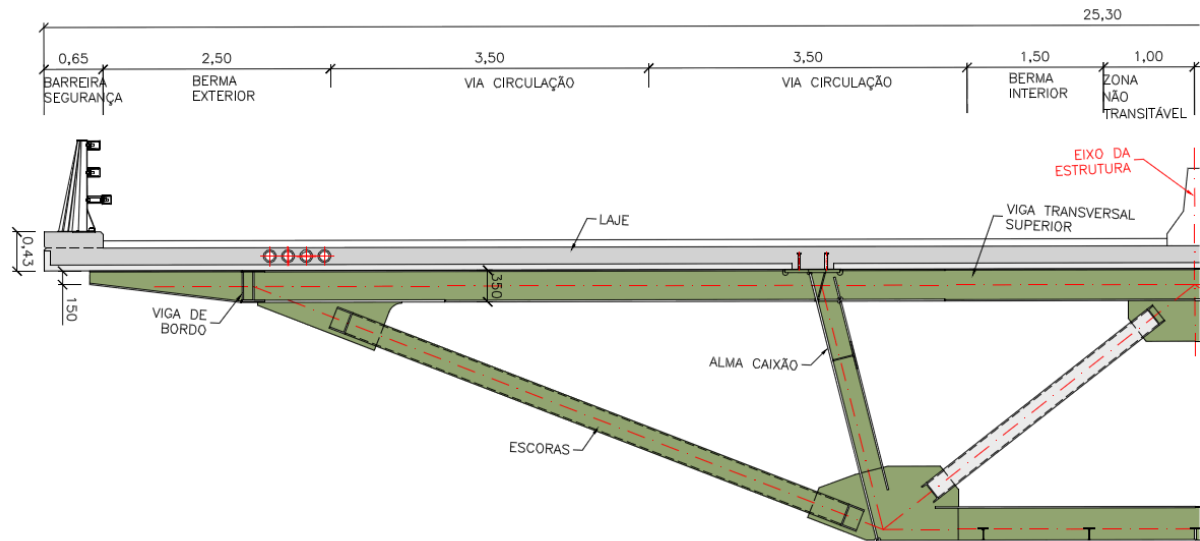 25,30
0,65
2,50
3,50
3,50
1,50
1,00
BARREIRA
SEGURANÇA
BERMA
EXTERIOR
VIA CIRCULAÇÃO
VIA CIRCULAÇÃO
BERMA
INTERIOR
ZONA
NÃO
TRANSITÁVEL
EIXO DA
ESTRUTURA
LAJE
VIGA TRANSVERSAL
SUPERIOR
0,43
150
350
VIGA DE
BORDO
ALMA CAIXÃO
ESCORAS